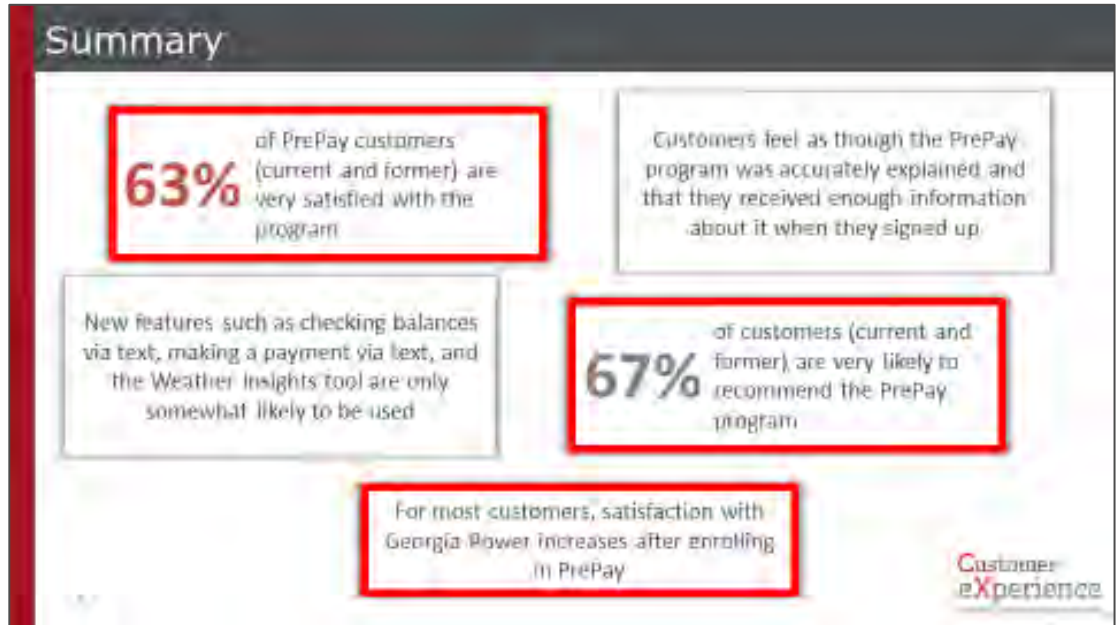 Summary
63%
of PrePay customers
(current and former) are
very satisfied with the
program
Customers feel as though the PrePay
program was accurately explained and
that they received enough information
about it when they signed up
New features such as checking balances
via text, making a payment via text, and
the Weather Insights tool are only
somewhat likely to be used
67%
of customers (current and
former) are very likely to
recommend the PrePay
program
For most customers, satisfaction with
Georgia Power increases after enrolling
in PrePay
Customer
eXperience